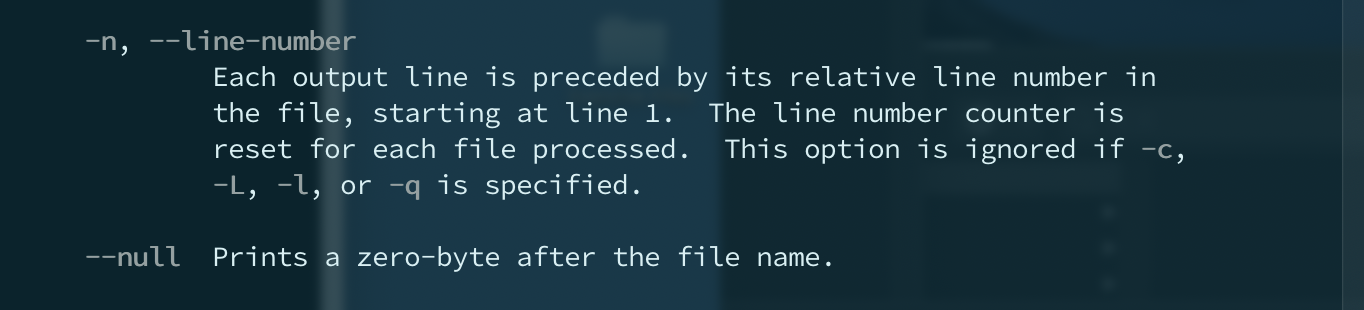 -n, --line-number
Each output line is preceded by its relative line number in
the file, starting at line 1.  The line number counter is
reset for each file processed.  This option is ignored if -c,
-L, -l, or -q is specified.
--null  Prints a zero-byte after the file name.